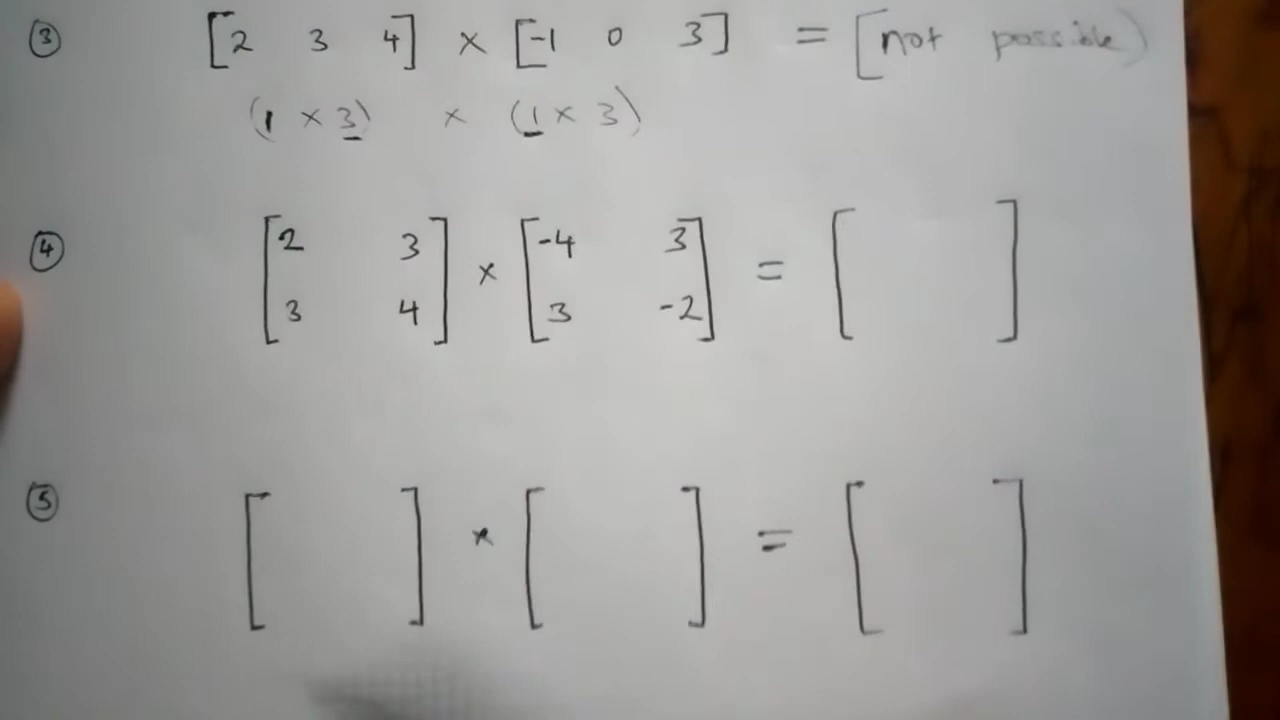 ③ [2 3 4] × [-1 0 3] = [not possible)
(1 × 3) × (1 × 3)
④ [2 3 × [-4 3 = [ ]
3 4] 3 -2]
⑤ [ ] × [ ] = [ ]